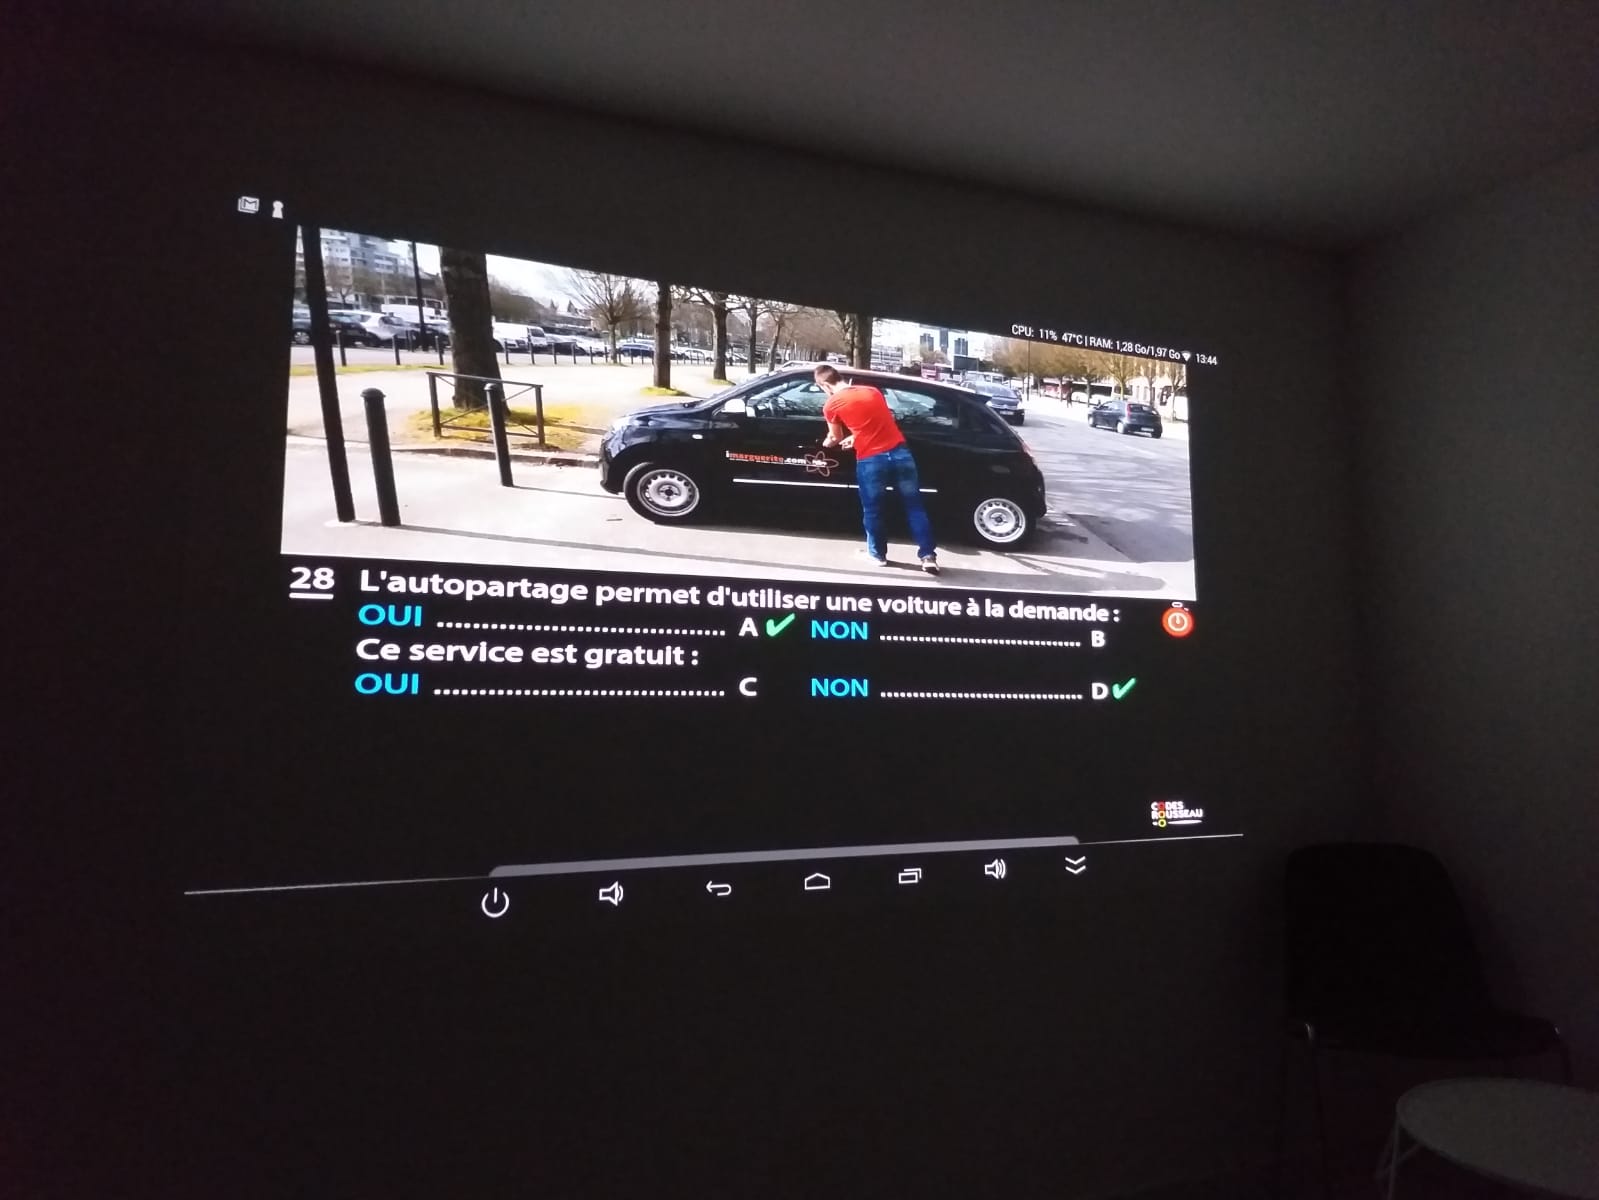 CPU: 11% 47°C | RAM: 1,28 Go/1,97 Go 13:44
imarguerite.com
28 L'autopartage permet d'utiliser une voiture à la demande :
OUI ................................ A ✔ NON ................................ B
Ce service est gratuit :
OUI ................................ C NON ................................ D ✔
CODES
ROUSSEAU